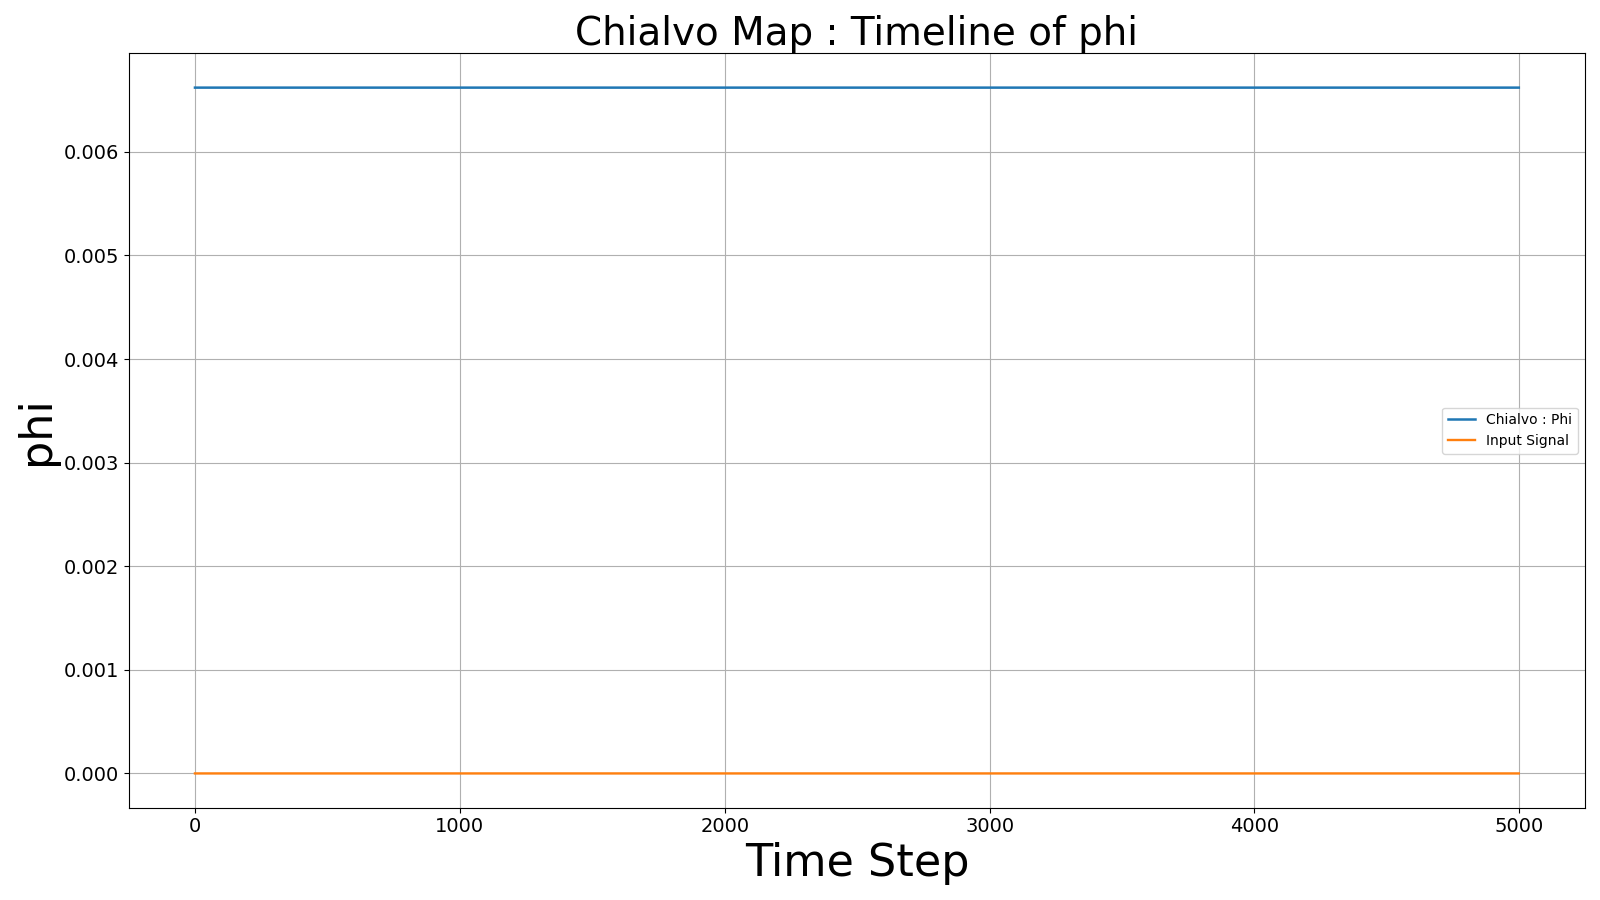 Chialvo Map : Timeline of phi
0.006
0.005
0.004
0.003
0.002
0.001
0.000
phi
Chialvo : Phi
Input Signal
0 1000 2000 3000 4000 5000
Time Step